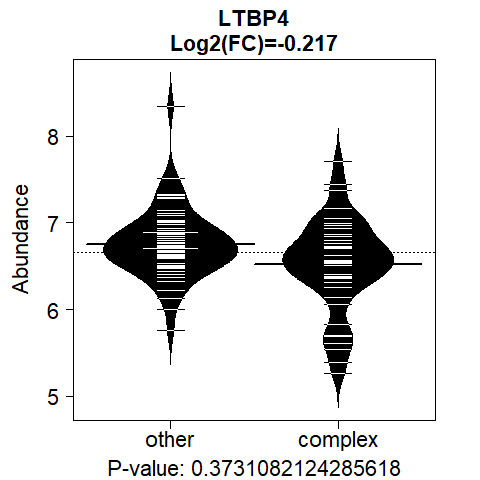 LTBP4
Log2(FC)=-0.217
Abundance
8
7
6
5
other complex
P-value: 0.3731082124285618